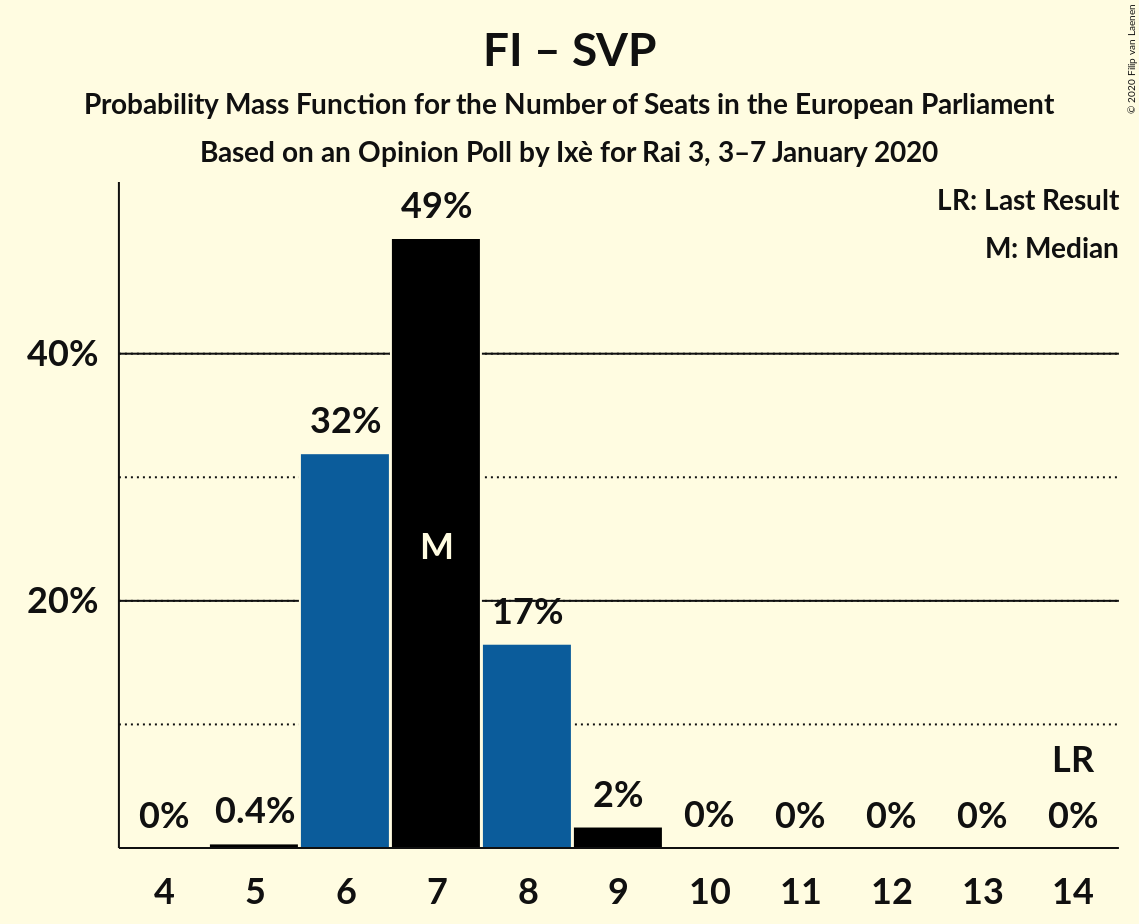 FI – SVP
Probability Mass Function for the Number of Seats in the European Parliament
Based on an Opinion Poll by Ixè for Rai 3, 3–7 January 2020
© 2020 Filip van Laenen
LR: Last Result
M: Median
49%
40%
32%
M
20%
17%
LR
0%
0.4%
2%
0%
0%
0%
0%
0%
4 5 6 7 8 9 10 11 12 13 14